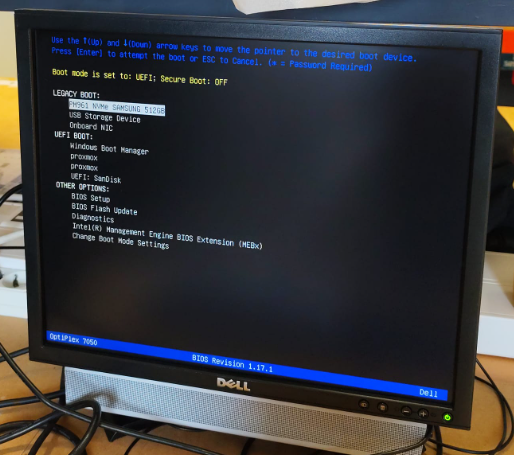 Use the ↑(Up) and ↓(Down) arrow keys to move the pointer to the desired boot device.
Press [Enter] to attempt the boot or ESC to Cancel. (* = Password Required)
Boot mode is set to: UEFI; Secure Boot: OFF
LEGACY BOOT:
PM961 NVMe SAMSUNG 512GB
USB Storage Device
Onboard NIC
UEFI BOOT:
Windows Boot Manager
proxmox
proxmox
UEFI: SanDisk
OTHER OPTIONS:
BIOS Setup
BIOS Flash Update
Diagnostics
Intel(R) Management Engine BIOS Extension (MEBx)
Change Boot Mode Settings
OptiPlex 7050
BIOS Revision 1.17.1
Dell
DELL